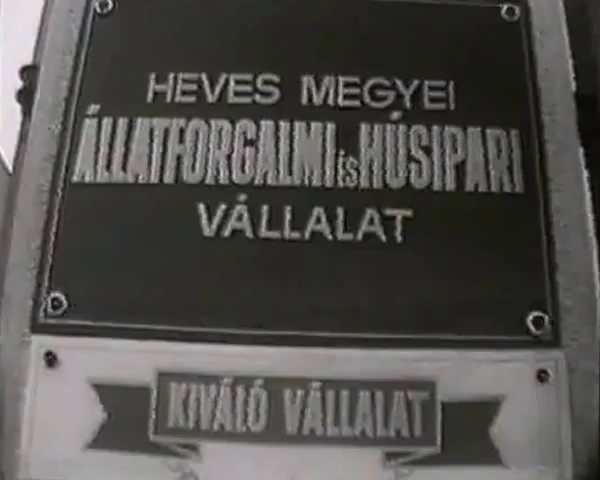 HEVES MEGYEI
ÁLLATFORGALMI ÉS HÚSIPARI
VÁLLALAT
KIVÁLÓ VÁLLALAT